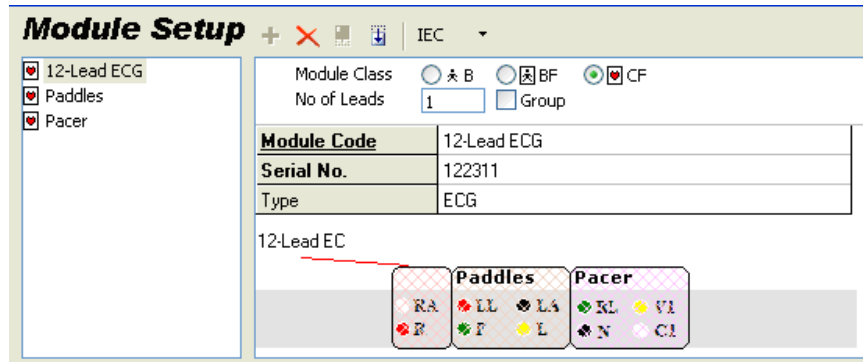 Module Setup
IEC
12-Lead ECG
Paddles
Pacer
Module Class B BF CF
No of Leads 1 Group
Module Code 12-Lead ECG
Serial No. 122311
Type ECG
12-Lead EC
Paddles Pacer
RA LL LA RL V1
R F L N C1